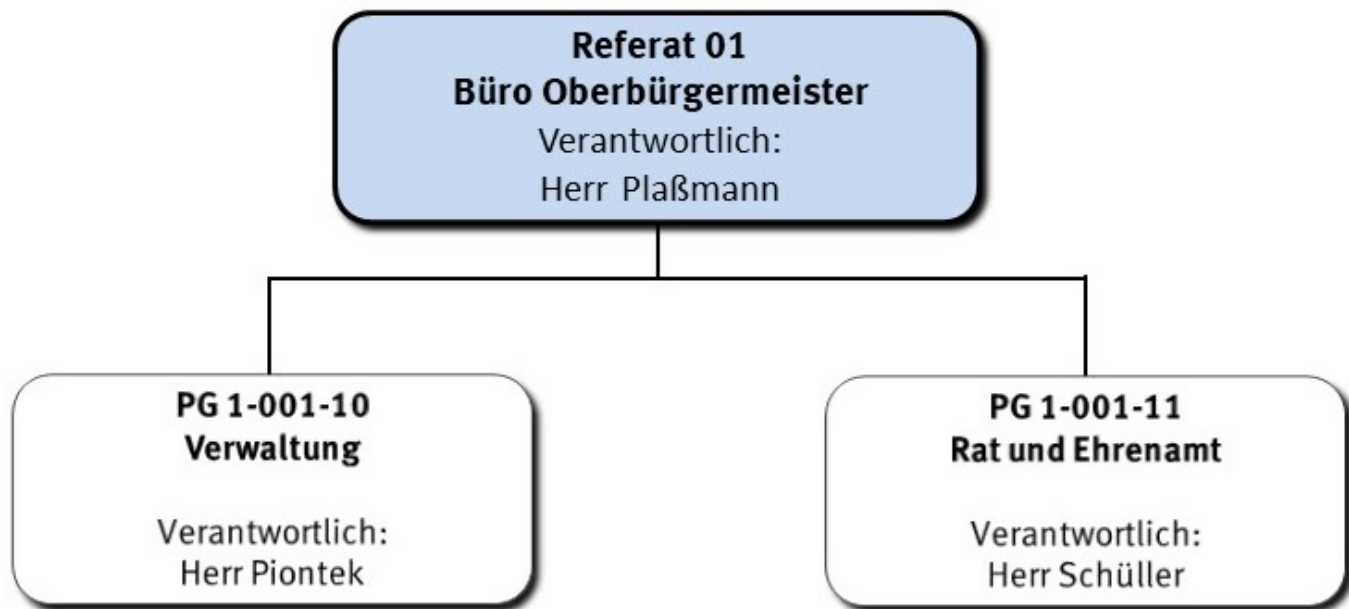 Referat 01
Büro Oberbürgermeister
Verantwortlich:
Herr Plaßmann
PG 1-001-10
Verwaltung
Verantwortlich:
Herr Piontek
PG 1-001-11
Rat und Ehrenamt
Verantwortlich:
Herr Schüller